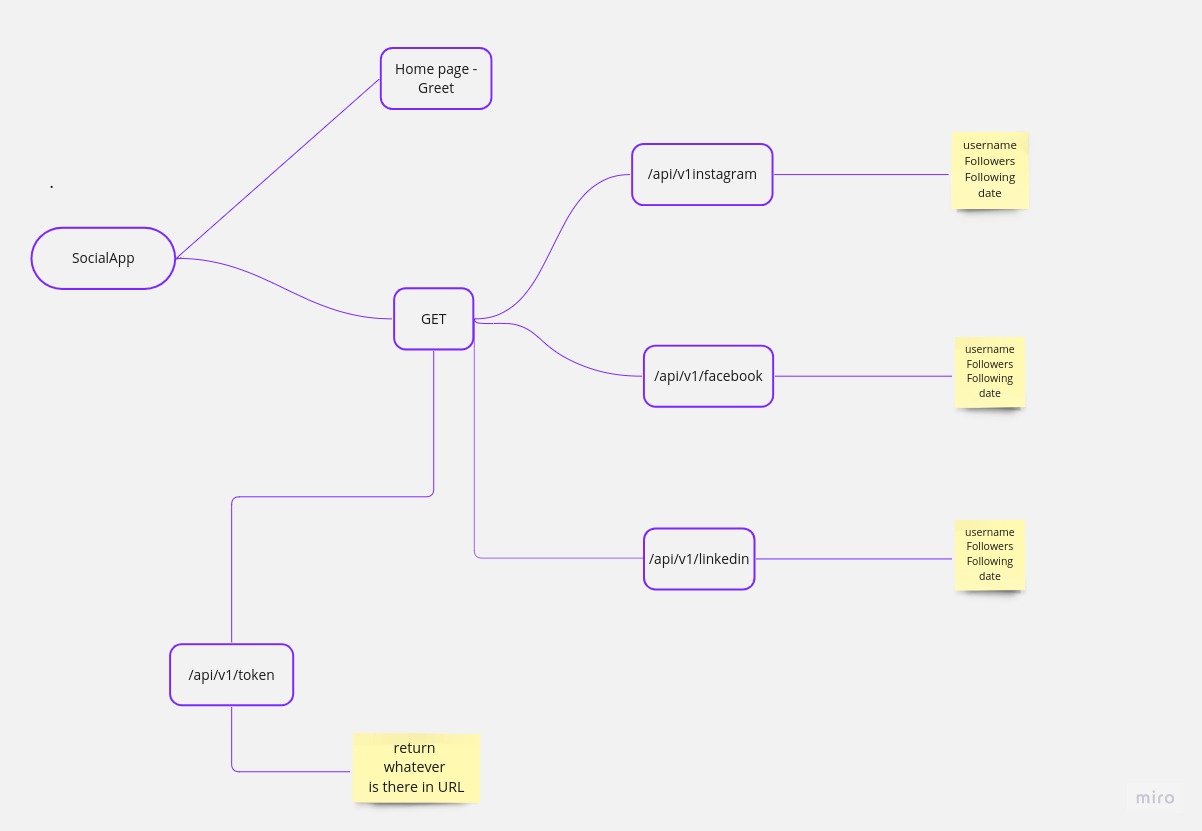 Home page -
Greet
SocialApp
GET
/api/v1instagram
username
Followers
Following
date
/api/v1/facebook
username
Followers
Following
date
/api/v1/linkedin
username
Followers
Following
date
/api/v1/token
return
whatever
is there in URL
miro